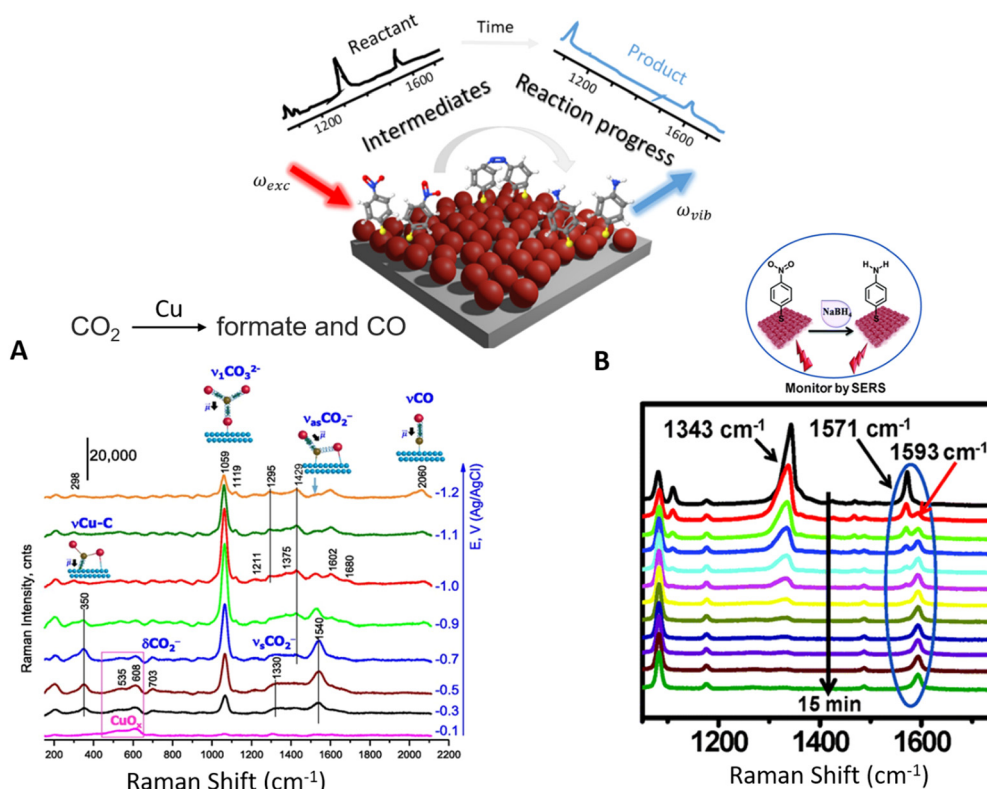 Reactant
1200
1600
Time
Product
1200
1600
Intermediates
Reaction progress
ω_exc
ω_vib
CO₂ Cu formate and CO
A
ν₁CO₃²⁻
ν_asCO₂⁻
νCO
μ
μ
μ
20,000
298
1059
1119
1295
1429
2060
-1.2
νCu-C
-1.1
μ
1211
1375
1602
1680
-1.0
350
-0.9
δCO₂⁻
ν_sCO₂⁻
1540
-0.7
535
608
703
1330
-0.5
-0.3
CuOₓ
-0.1
E, V (Ag/AgCl)
Raman Intensity, cnts
200 400 600 800 1000 1200 1400 1600 1800 2000 2200
Raman Shift (cm⁻¹)
O N O
S
NaBH₄
H N H
S
Monitor by SERS
B
1343 cm⁻¹
1571 cm⁻¹
1593 cm⁻¹
15 min
1200 1400 1600
Raman Shift (cm⁻¹)